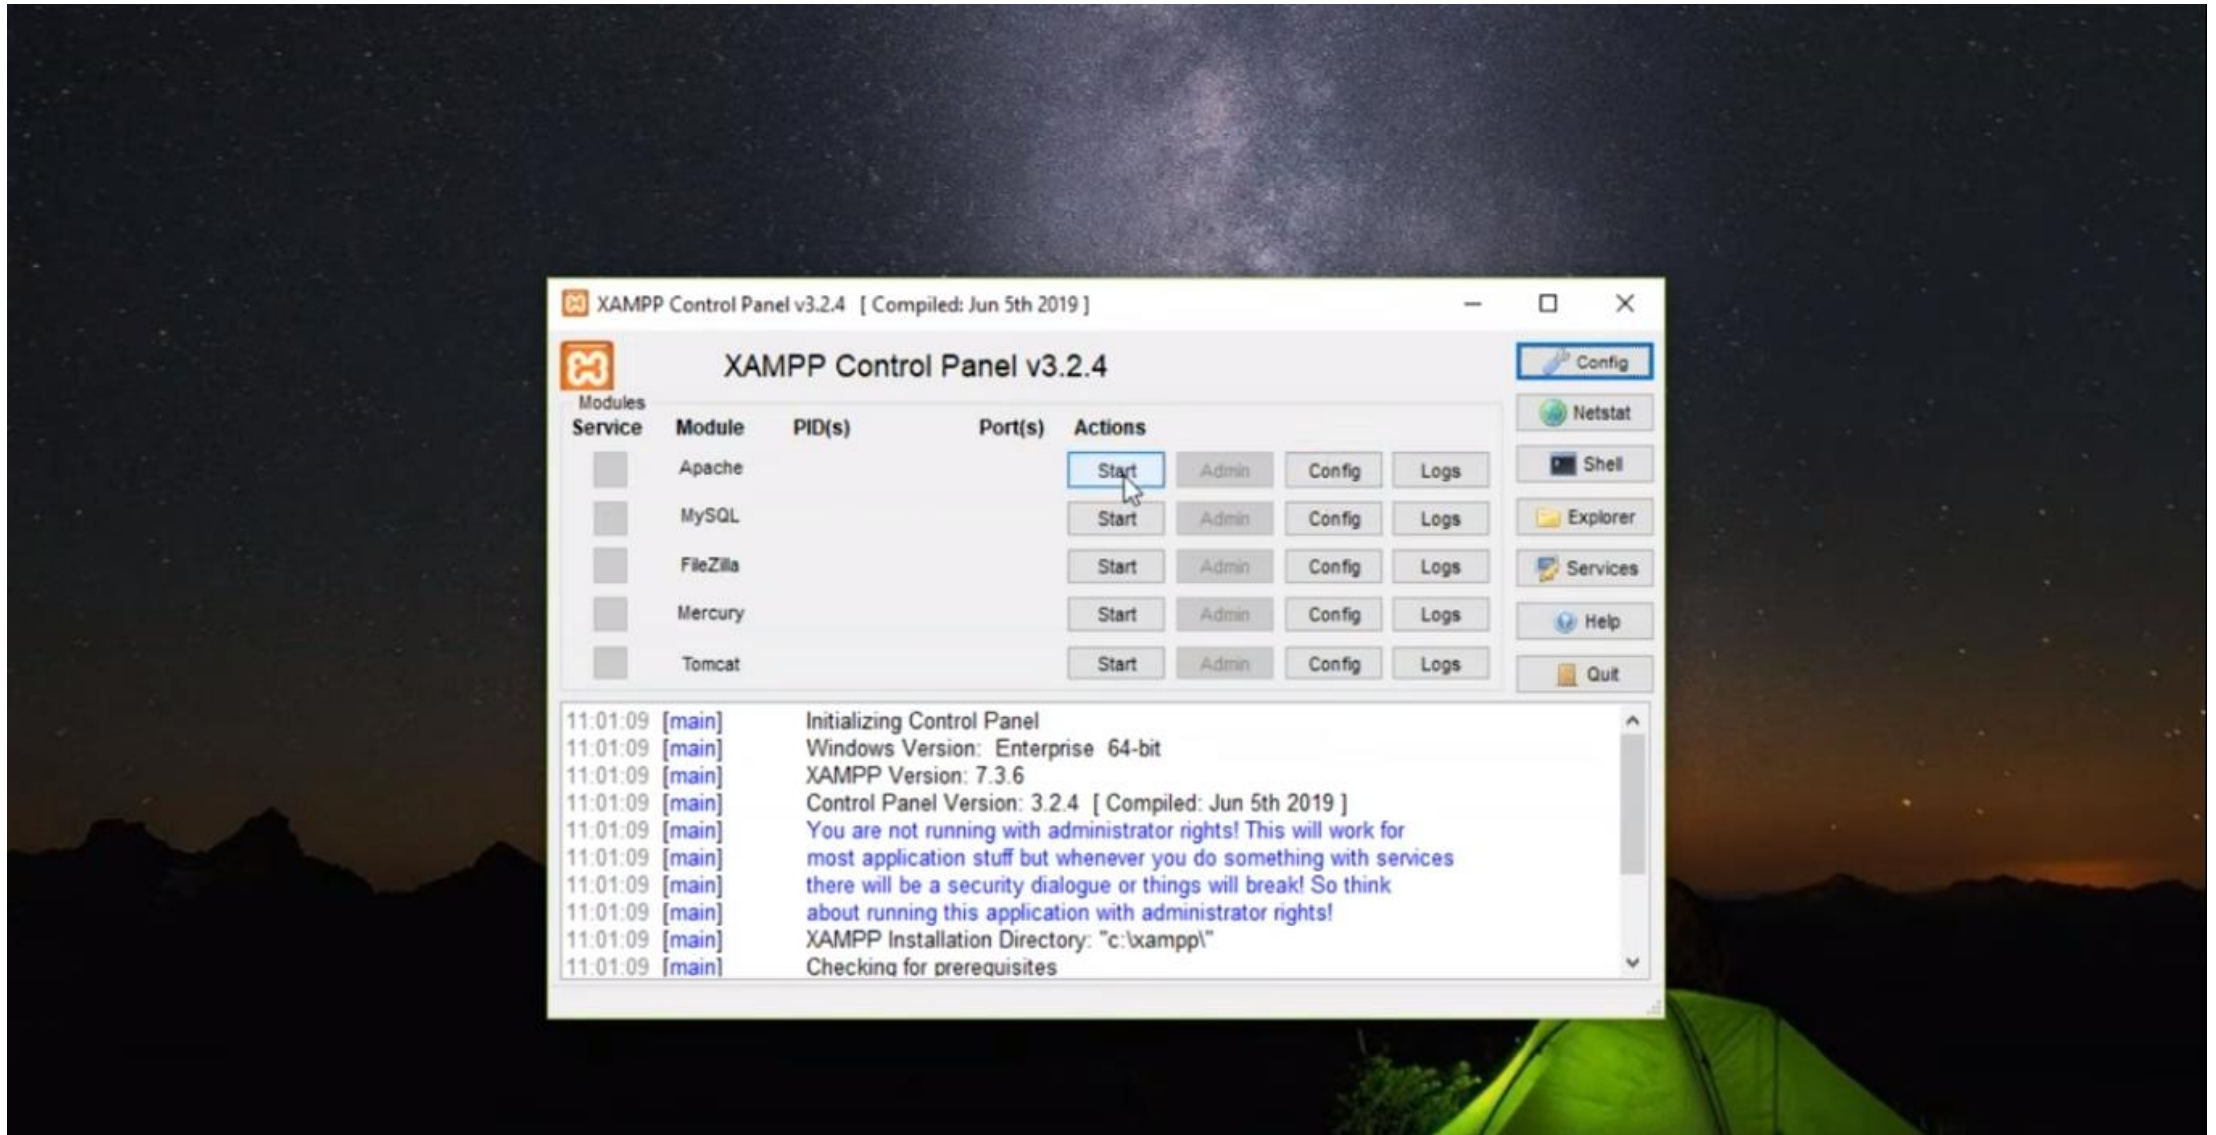 XAMPP Control Panel v3.2.4 [ Compiled: Jun 5th 2019 ]
XAMPP Control Panel v3.2.4
Config
Modules
Netstat
Service Module PID(s) Port(s) Actions
Apache Start Admin Config Logs
Shell
MySQL Start Admin Config Logs
Explorer
FileZilla Start Admin Config Logs
Services
Mercury Start Admin Config Logs
Help
Tomcat Start Admin Config Logs
Quit
11:01:09 [main] Initializing Control Panel
11:01:09 [main] Windows Version: Enterprise 64-bit
11:01:09 [main] XAMPP Version: 7.3.6
11:01:09 [main] Control Panel Version: 3.2.4 [ Compiled: Jun 5th 2019 ]
11:01:09 [main] You are not running with administrator rights! This will work for
11:01:09 [main] most application stuff but whenever you do something with services
11:01:09 [main] there will be a security dialogue or things will break! So think
11:01:09 [main] about running this application with administrator rights!
11:01:09 [main] XAMPP Installation Directory: "c:\xampp\"
11:01:09 [main] Checking for prerequisites